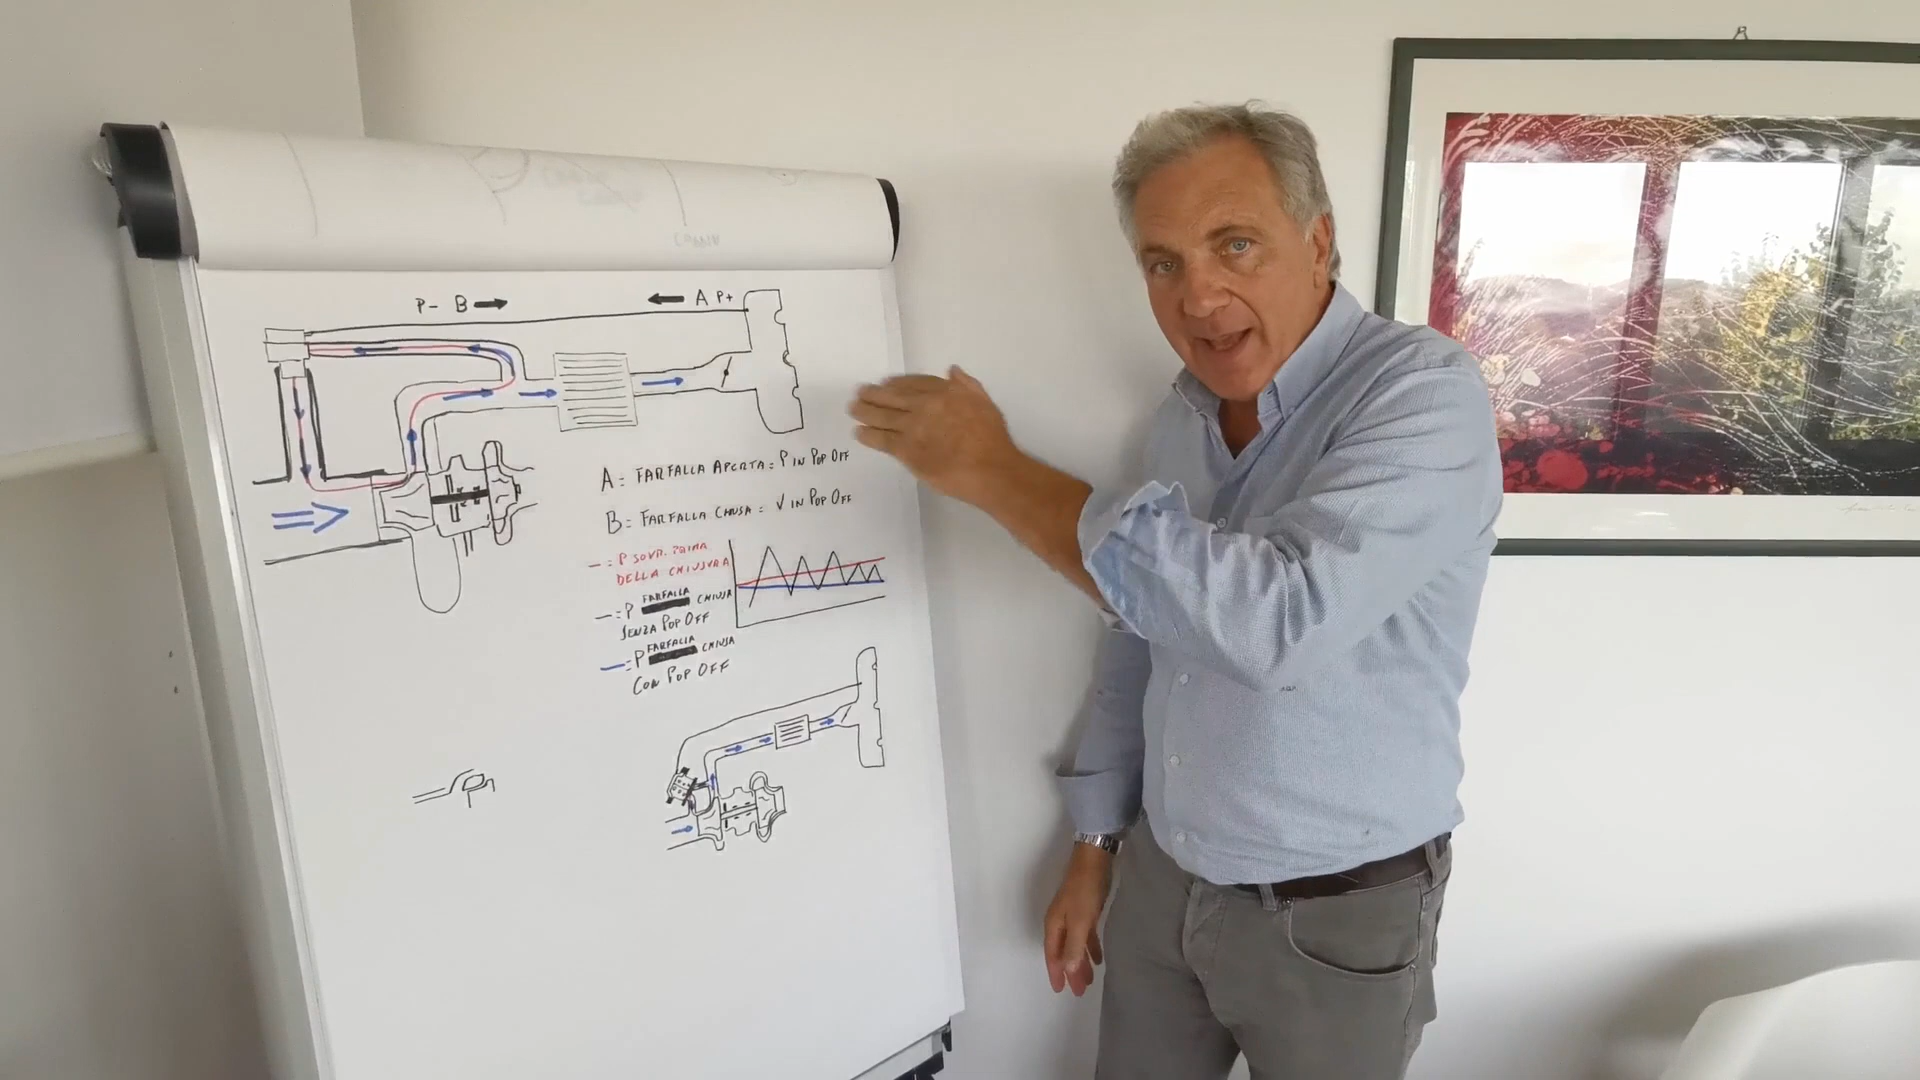 P- B
A P+
A = FARFALLA APERTA = P IN POP OFF
B = FARFALLA CHIUSA = V IN POP OFF
- = P SOVR. PRIMA
DELLA CHIUSURA
- = P FARFALLA CHIUSA
SENZA POP OFF
- = P FARFALLA CHIUSA
CON POP OFF